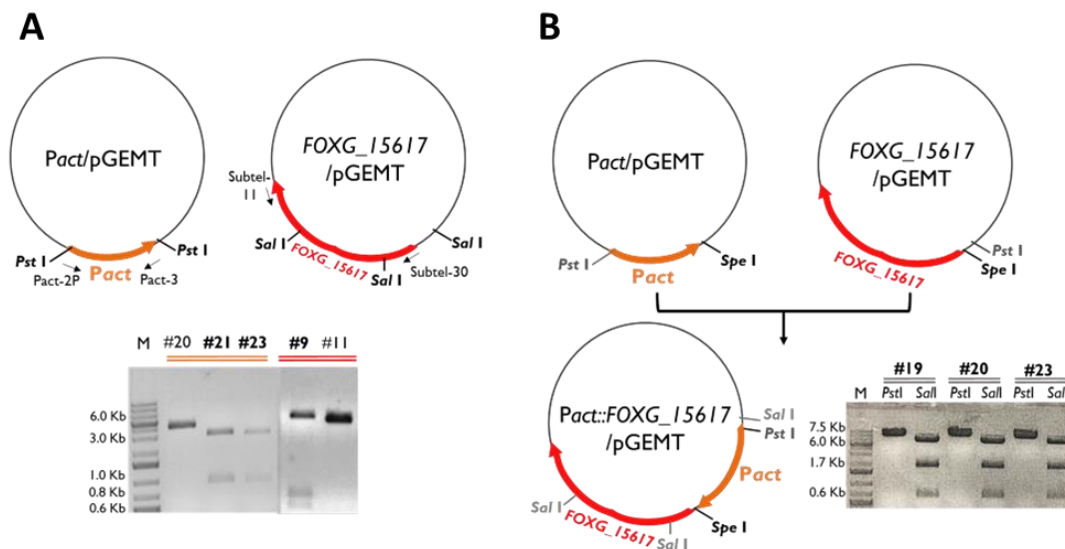 A
Pact/pGEMT
Pst I
Pst I
Pact
Pact-2P
Pact-3
FOXG_15617
/pGEMT
Subtel-
11
Sal I
Sal I
Sal I
FOXG_15617
Subtel-30
M #20 #21 #23 #9 #11
6.0 Kb
3.0 Kb
1.0 Kb
0.8 Kb
0.6 Kb
B
Pact/pGEMT
Pst I
Spe I
Pact
FOXG_15617
/pGEMT
Pst I
Spe I
FOXG_15617
Pact::FOXG_15617
/pGEMT
Sal I
Pst I
Pact
Spe I
Sal I
Sal I
FOXG_15617
#19 #20 #23
M PstI SalI PstI SalI PstI SalI
7.5 Kb
6.0 Kb
1.7 Kb
0.6 Kb